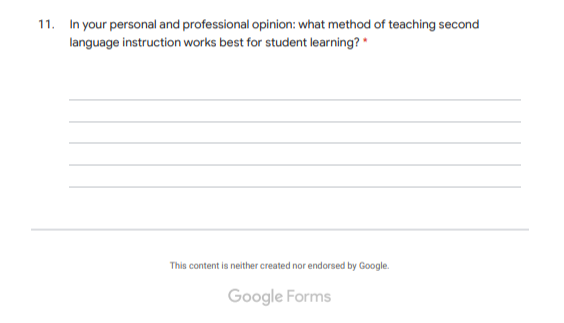 11. In your personal and professional opinion: what method of teaching second
language instruction works best for student learning? *
This content is neither created nor endorsed by Google.
Google Forms